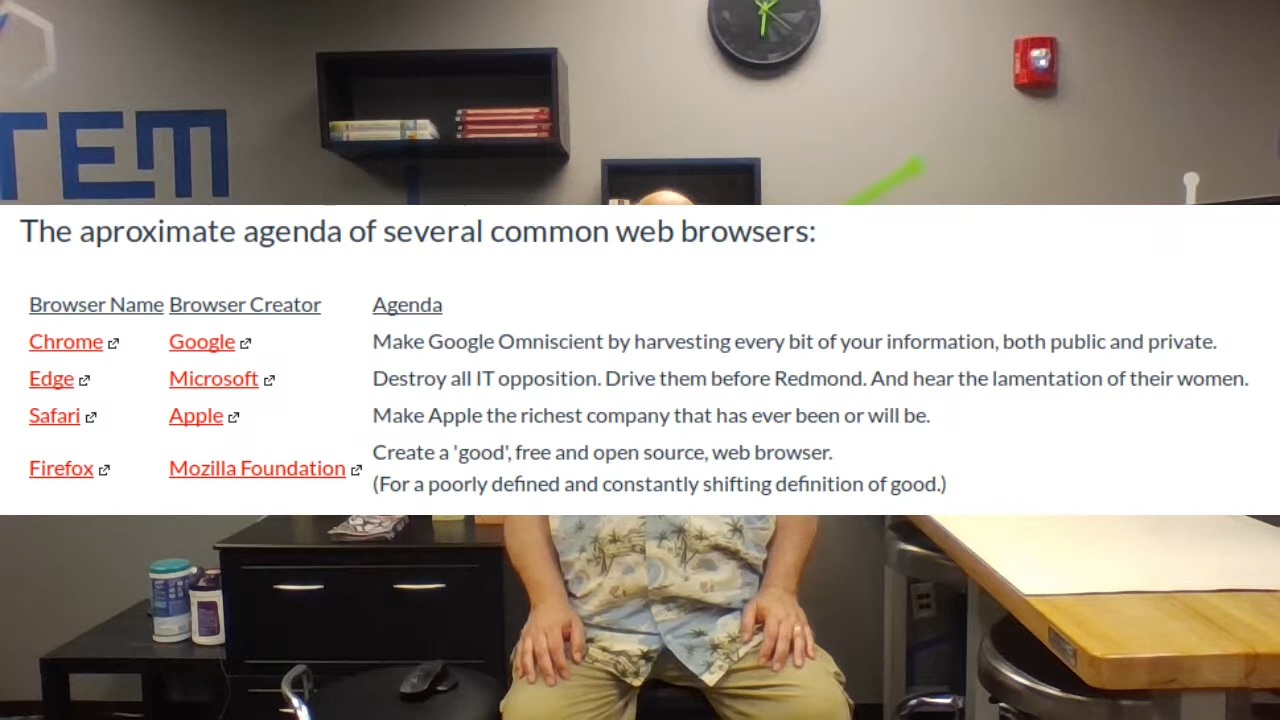 TEM
The aproximate agenda of several common web browsers:
Browser Name Browser Creator Agenda
Chrome Google Make Google Omniscient by harvesting every bit of your information, both public and private.
Edge Microsoft Destroy all IT opposition. Drive them before Redmond. And hear the lamentation of their women.
Safari Apple Make Apple the richest company that has ever been or will be.
Firefox Mozilla Foundation Create a 'good', free and open source, web browser.
(For a poorly defined and constantly shifting definition of good.)